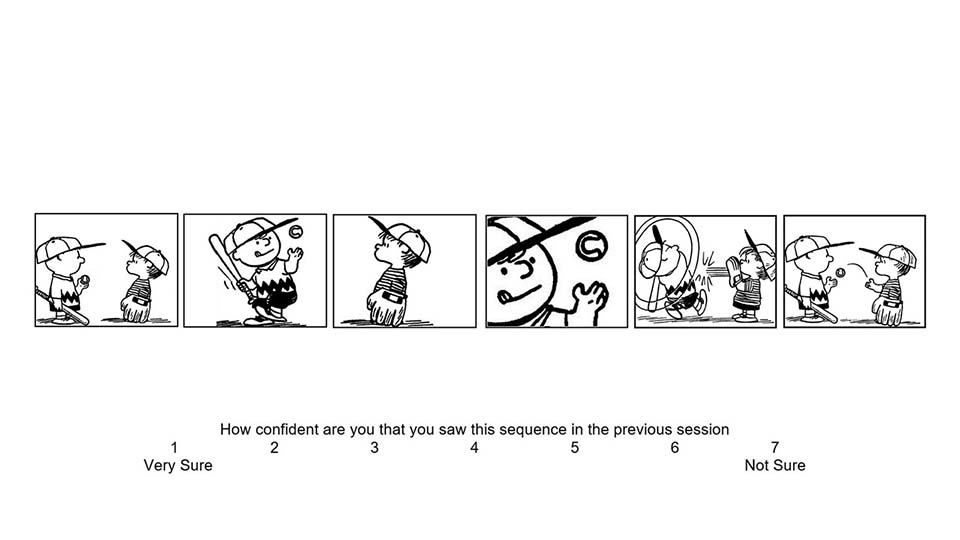 How confident are you that you saw this sequence in the previous session
1 2 3 4 5 6 7
Very Sure Not Sure